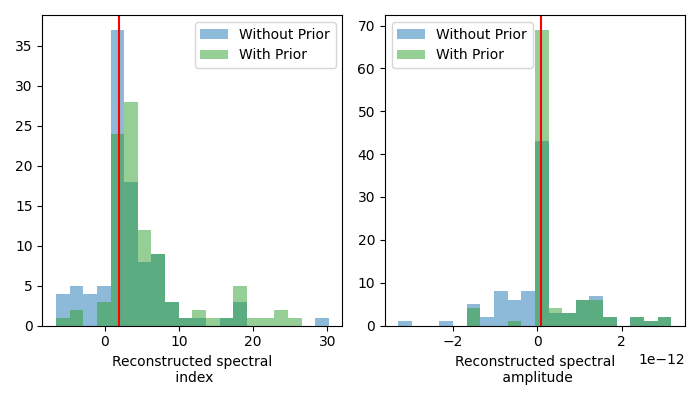 Without Prior
With Prior
35
30
25
20
15
10
5
0
0
10
20
30
Reconstructed spectral
index
Without Prior
With Prior
70
60
50
40
30
20
10
0
−2
0
2
1e−12
Reconstructed spectral
amplitude